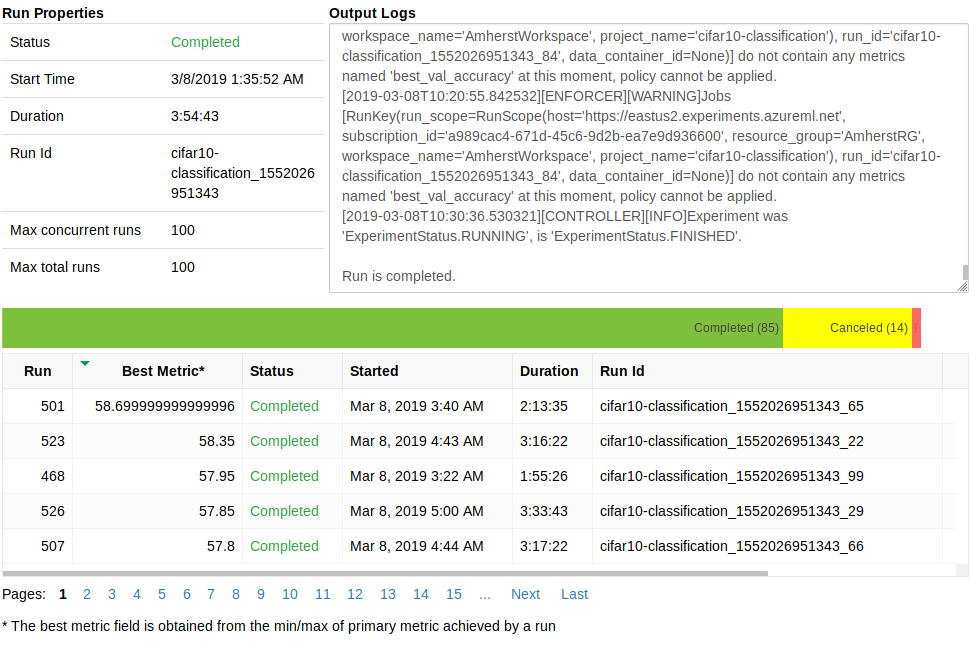 Run Properties
Status Completed
Start Time 3/8/2019 1:35:52 AM
Duration 3:54:43
Run Id cifar10-
classification_1552026
951343
Max concurrent runs 100
Max total runs 100
Output Logs
workspace_name='AmherstWorkspace', project_name='cifar10-classification'), run_id='cifar10-
classification_1552026951343_84', data_container_id=None)] do not contain any metrics
named 'best_val_accuracy' at this moment, policy cannot be applied.
[2019-03-08T10:20:55.842532][ENFORCER][WARNING]Jobs
[RunKey(run_scope=RunScope(host='https://eastus2.experiments.azureml.net',
subscription_id='a989cac4-671d-45c6-9d2b-ea7e9d936600', resource_group='AmherstRG',
workspace_name='AmherstWorkspace', project_name='cifar10-classification'), run_id='cifar10-
classification_1552026951343_84', data_container_id=None)] do not contain any metrics
named 'best_val_accuracy' at this moment, policy cannot be applied.
[2019-03-08T10:30:36.530321][CONTROLLER][INFO]Experiment was
'ExperimentStatus.RUNNING', is 'ExperimentStatus.FINISHED'.
Run is completed.
Completed (85) Canceled (14)
Run Best Metric* Status Started Duration Run Id
501 58.699999999999996 Completed Mar 8, 2019 3:40 AM 2:13:35 cifar10-classification_1552026951343_65
523 58.35 Completed Mar 8, 2019 4:43 AM 3:16:22 cifar10-classification_1552026951343_22
468 57.95 Completed Mar 8, 2019 3:22 AM 1:55:26 cifar10-classification_1552026951343_99
526 57.85 Completed Mar 8, 2019 5:00 AM 3:33:43 cifar10-classification_1552026951343_29
507 57.8 Completed Mar 8, 2019 4:44 AM 3:17:22 cifar10-classification_1552026951343_66
Pages: 1 2 3 4 5 6 7 8 9 10 11 12 13 14 15 ... Next Last
* The best metric field is obtained from the min/max of primary metric achieved by a run